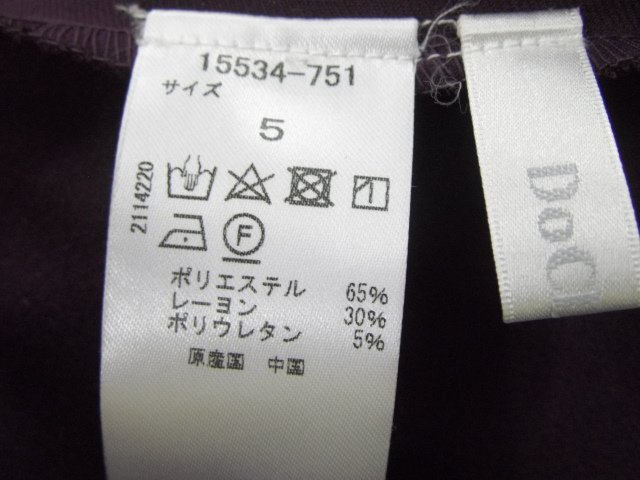 15534-751
サイズ
5
2114220
F
ポリエステル 65%
レーヨン 30%
ポリウレタン 5%
原産国 中国
DoCl